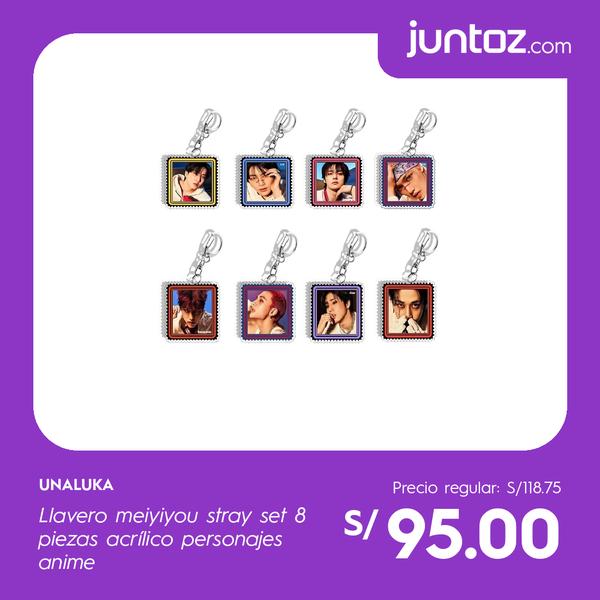 juntoz.com
UNALUKA
Llavero meiyiyou stray set 8
piezas acrílico personajes
anime
Precio regular: S/118.75
S/95.00